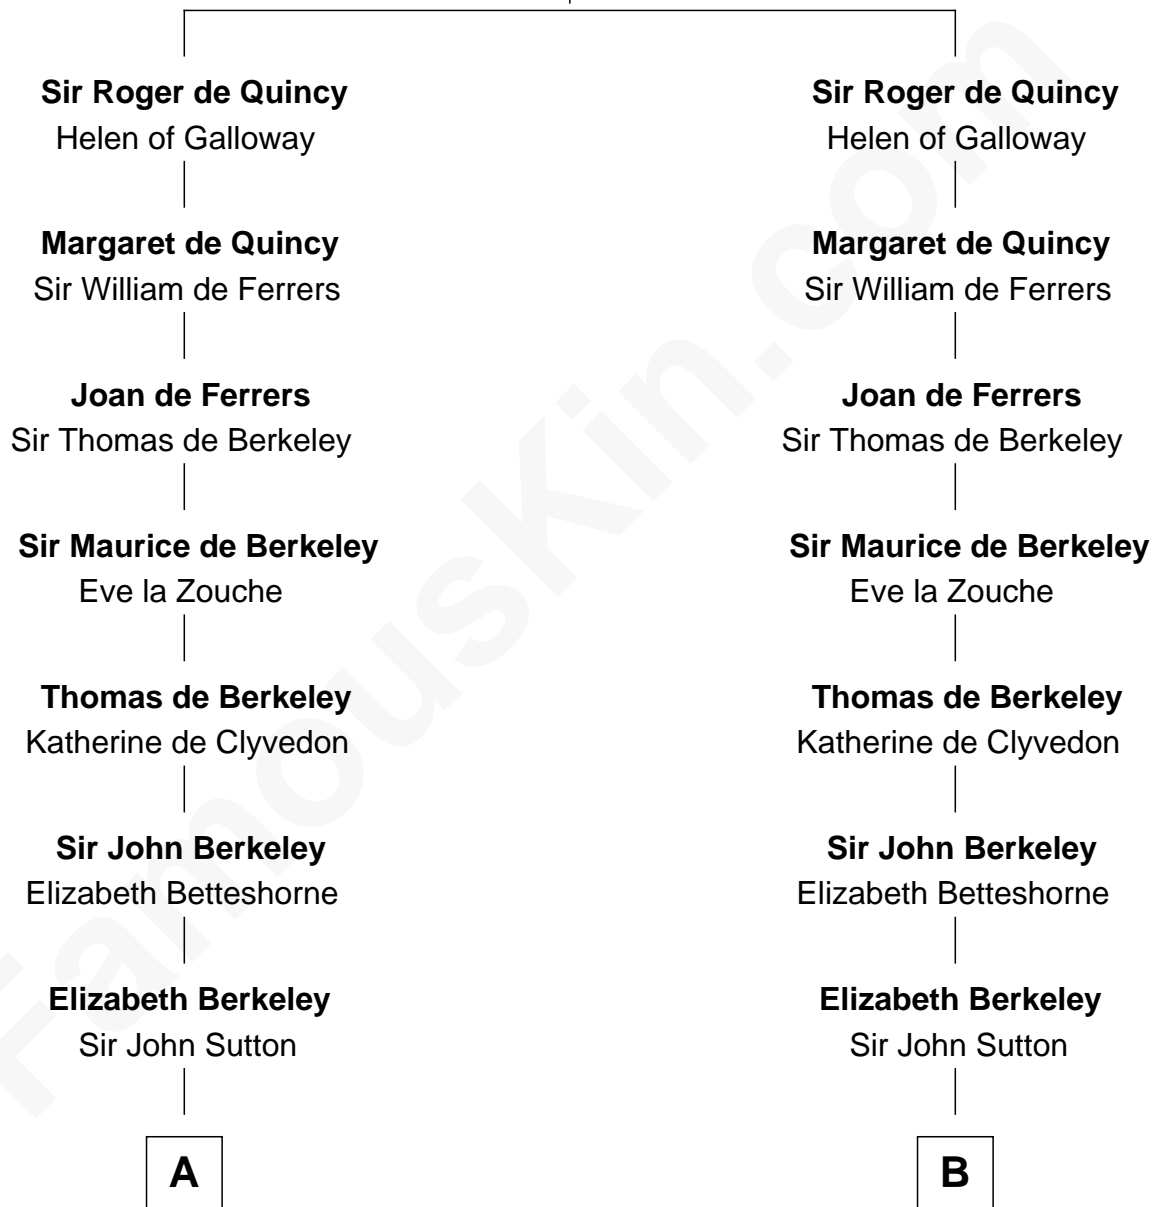 Sir Roger de Quincy
Helen of Galloway
Margaret de Quincy
Sir William de Ferrers
Joan de Ferrers
Sir Thomas de Berkeley
Sir Maurice de Berkeley
Eve la Zouche
Thomas de Berkeley
Katherine de Clyvedon
Sir John Berkeley
Elizabeth Betteshorne
Elizabeth Berkeley
Sir John Sutton
A
Sir Roger de Quincy
Helen of Galloway
Margaret de Quincy
Sir William de Ferrers
Joan de Ferrers
Sir Thomas de Berkeley
Sir Maurice de Berkeley
Eve la Zouche
Thomas de Berkeley
Katherine de Clyvedon
Sir John Berkeley
Elizabeth Betteshorne
Elizabeth Berkeley
Sir John Sutton
B
FamousKin.com